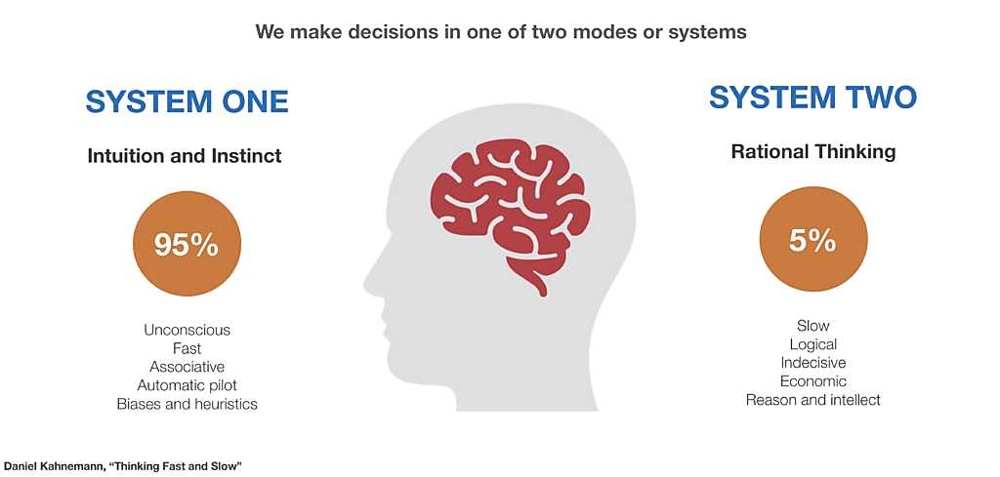 We make decisions in one of two modes or systems
SYSTEM ONE
Intuition and Instinct
95%
Unconscious
Fast
Associative
Automatic pilot
Biases and heuristics
SYSTEM TWO
Rational Thinking
5%
Slow
Logical
Indecisive
Economic
Reason and intellect
Daniel Kahnemann, “Thinking Fast and Slow”